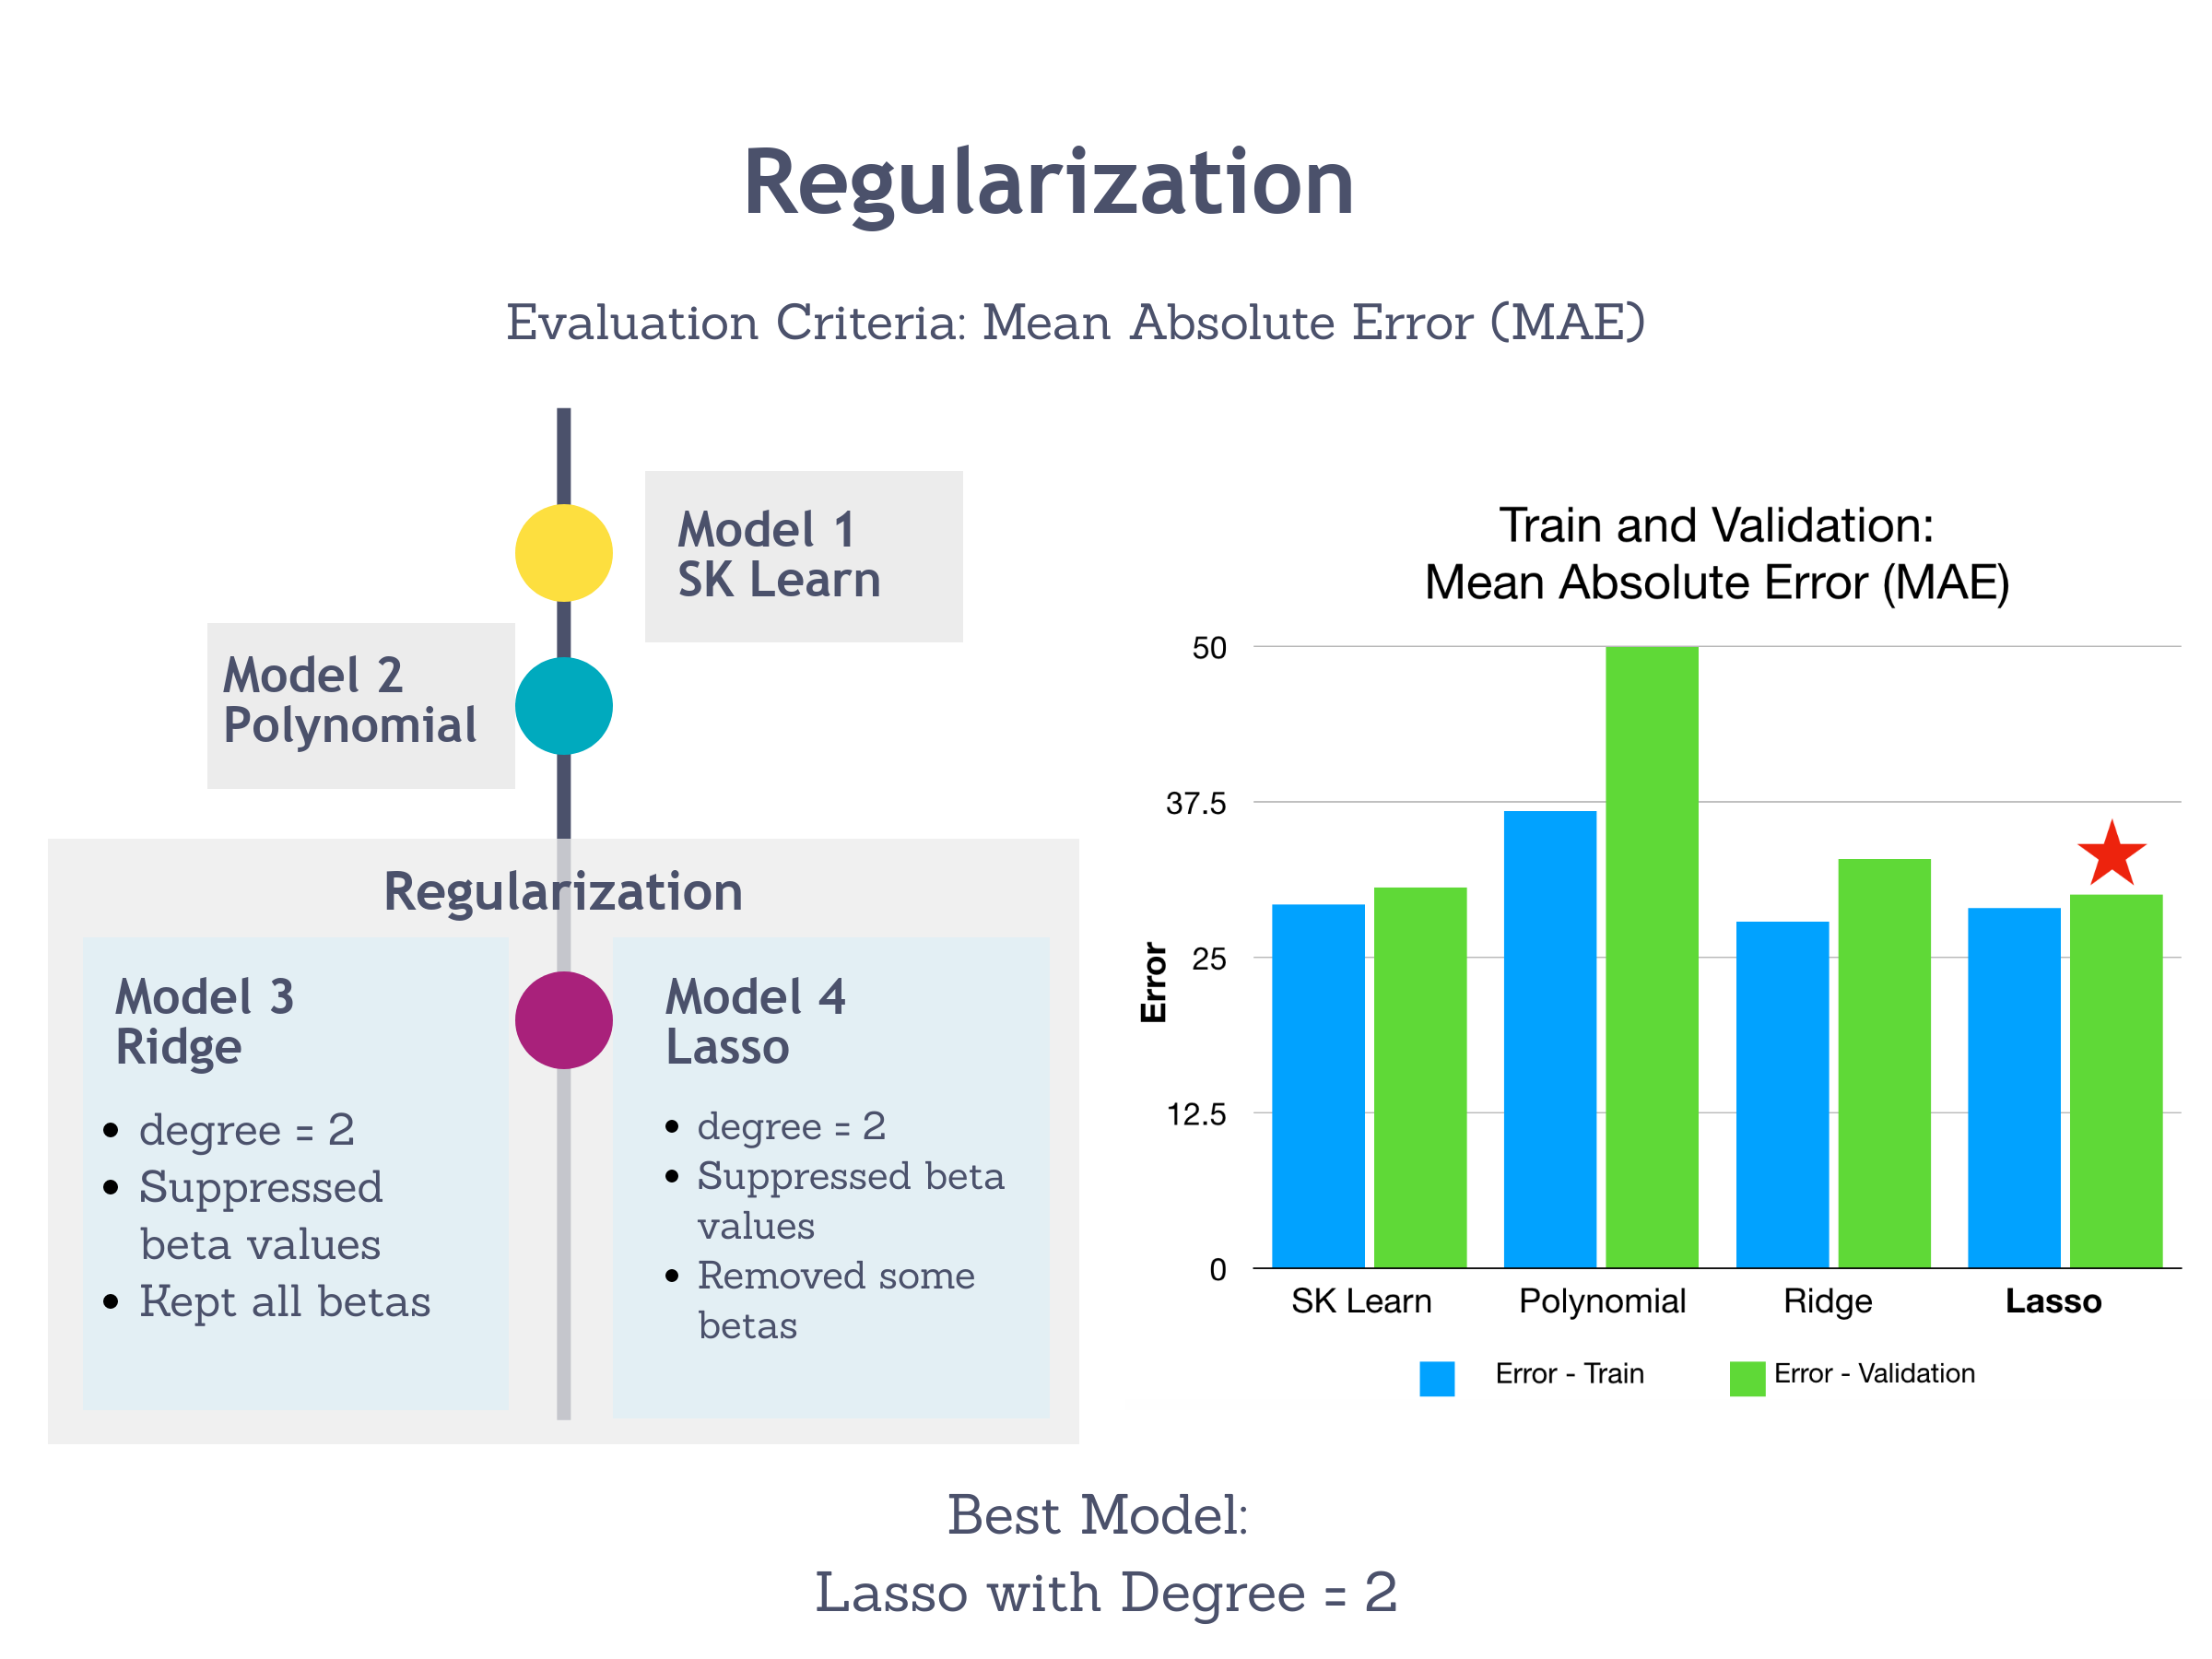 Regularization
Evaluation Criteria: Mean Absolute Error (MAE)
Model 1
SK Learn
Model 2
Polynomial
Regularization
Model 3
Ridge
• degree = 2
• Suppressed
beta values
• Kept all betas
Model 4
Lasso
• degree = 2
• Suppressed beta
values
• Removed some
betas
Train and Validation:
Mean Absolute Error (MAE)
Error
50
37.5
25
12.5
0
SK Learn
Polynomial
Ridge
Lasso
Error - Train
Error - Validation
Best Model:
Lasso with Degree = 2